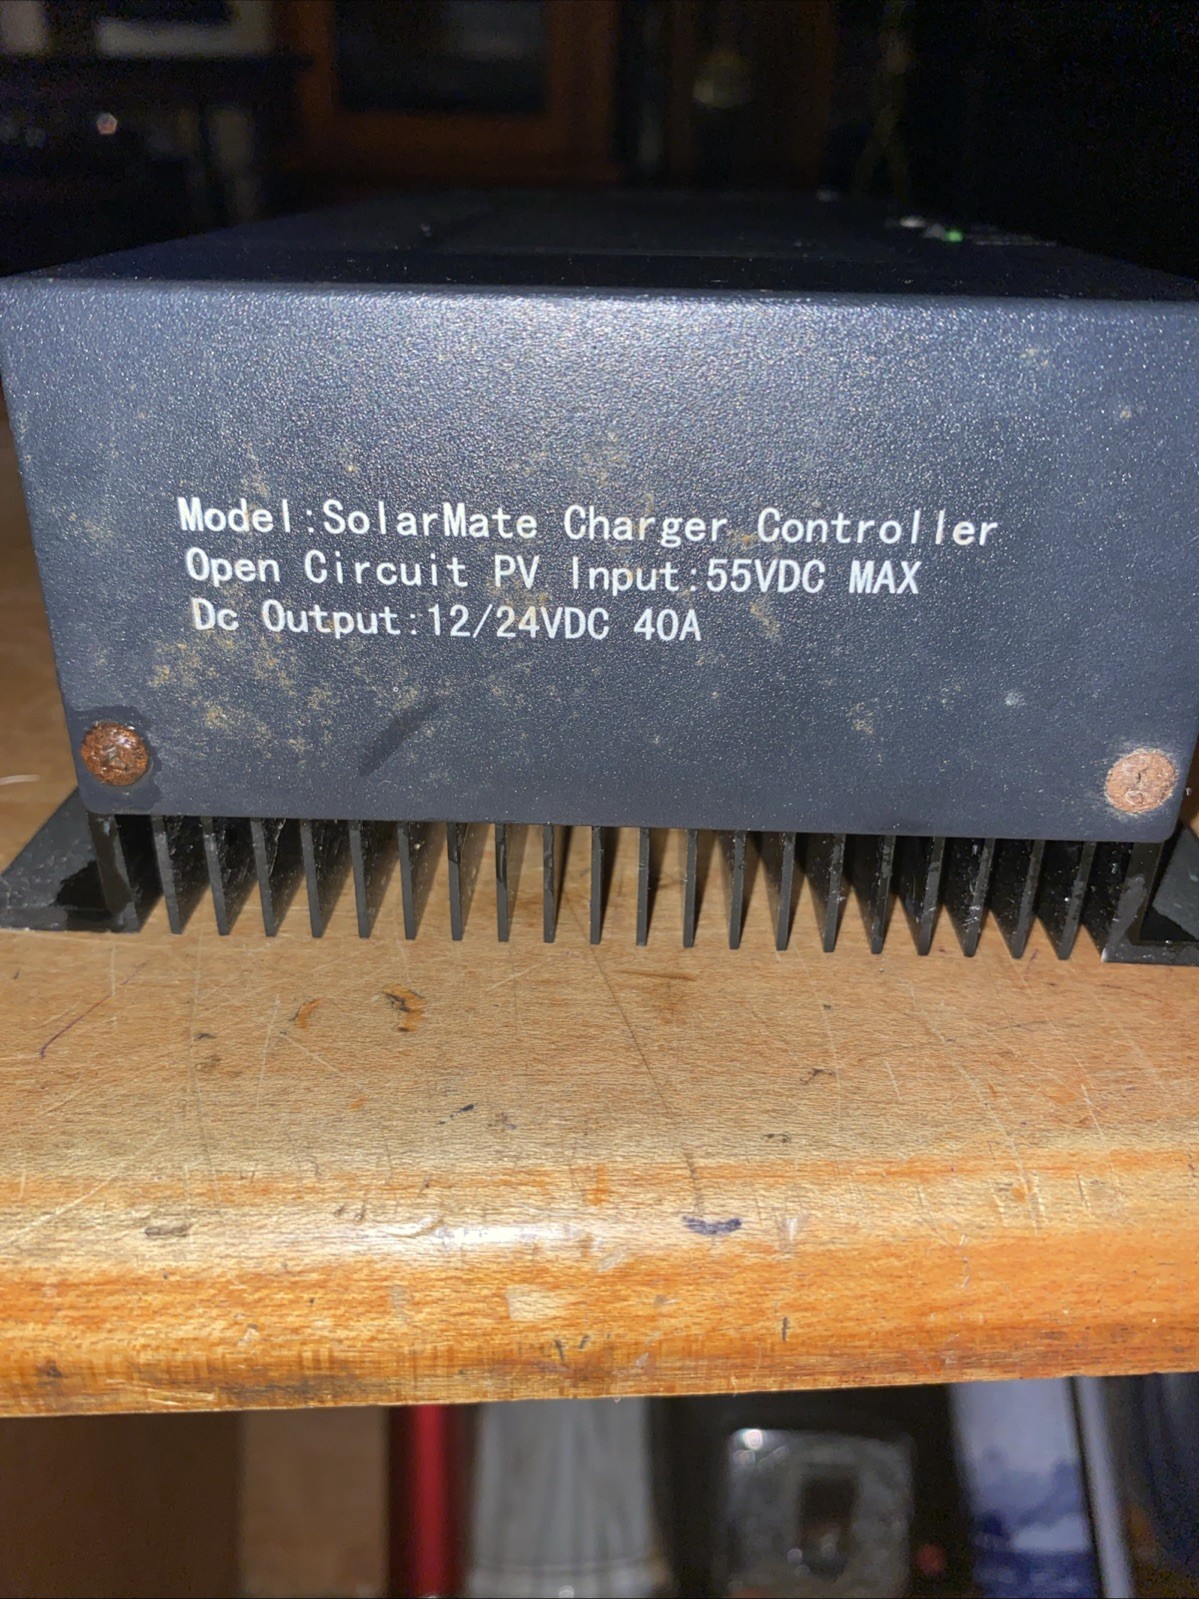 Model:SolarMate Charger Controller
Open Circuit PV Input:55VDC MAX
Dc Output:12/24VDC 40A